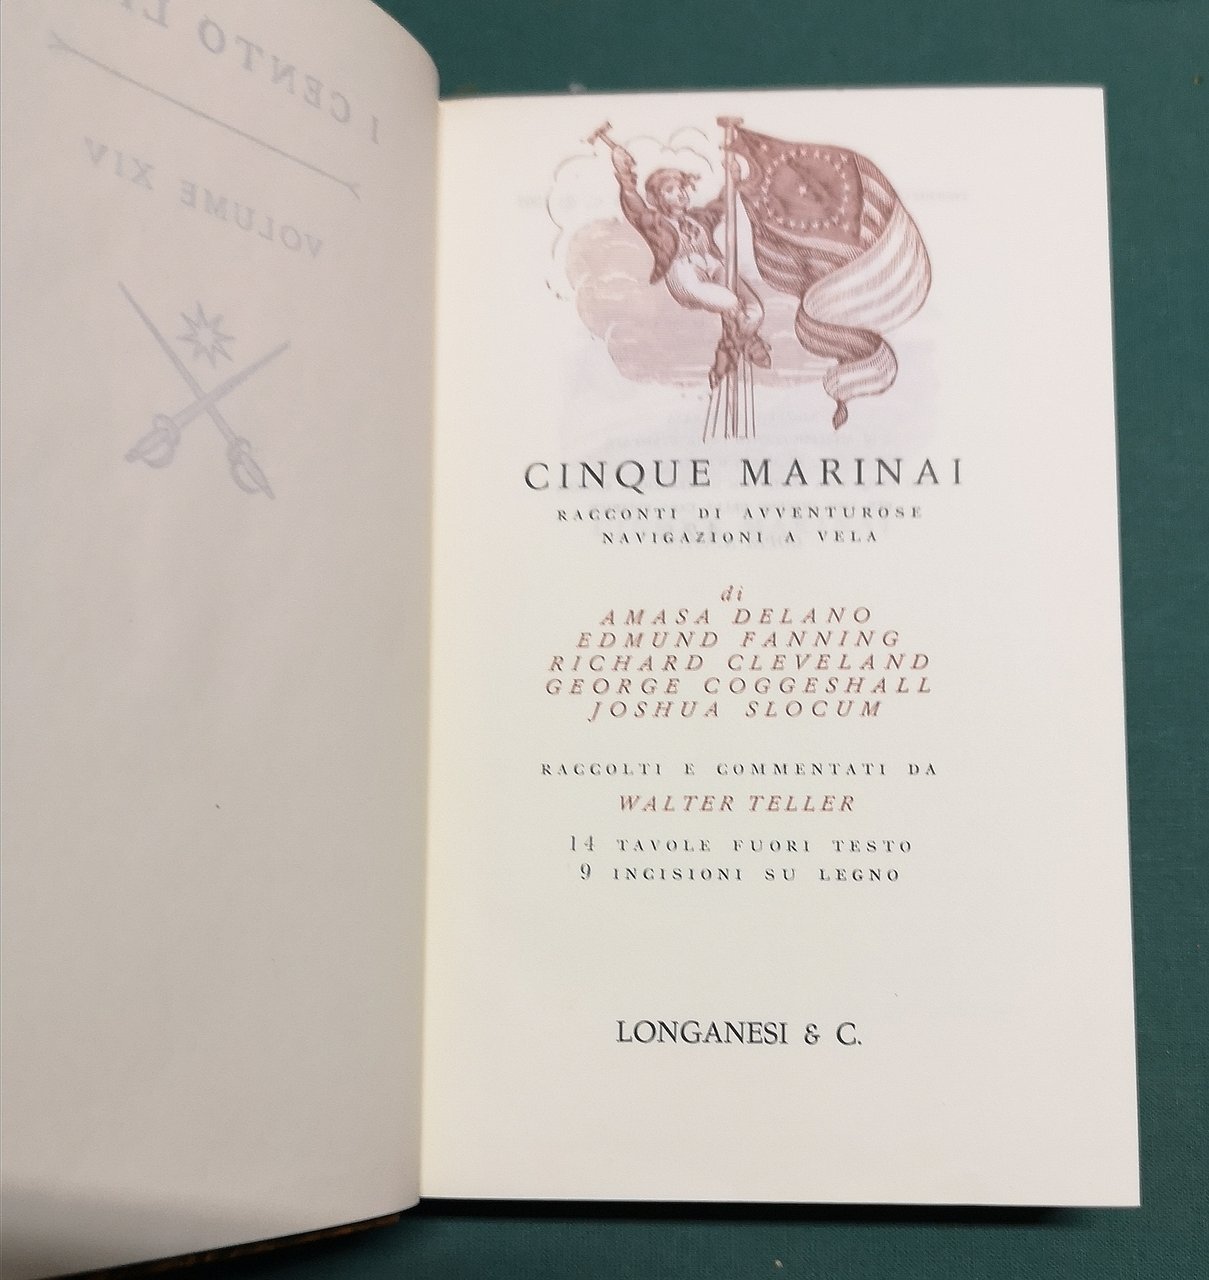 I CENTO
VOLUME XIV
CINQUE MARINAI
RACCONTI DI AVVENTUROSE
NAVIGAZIONI A VELA
di
AMASA DELANO
EDMUND FANNING
RICHARD CLEVELAND
GEORGE COGGESHALL
JOSHUA SLOCUM
RACCOLTI E COMMENTATI DA
WALTER TELLER
14 TAVOLE FUORI TESTO
9 INCISIONI SU LEGNO
LONGANESI & C.